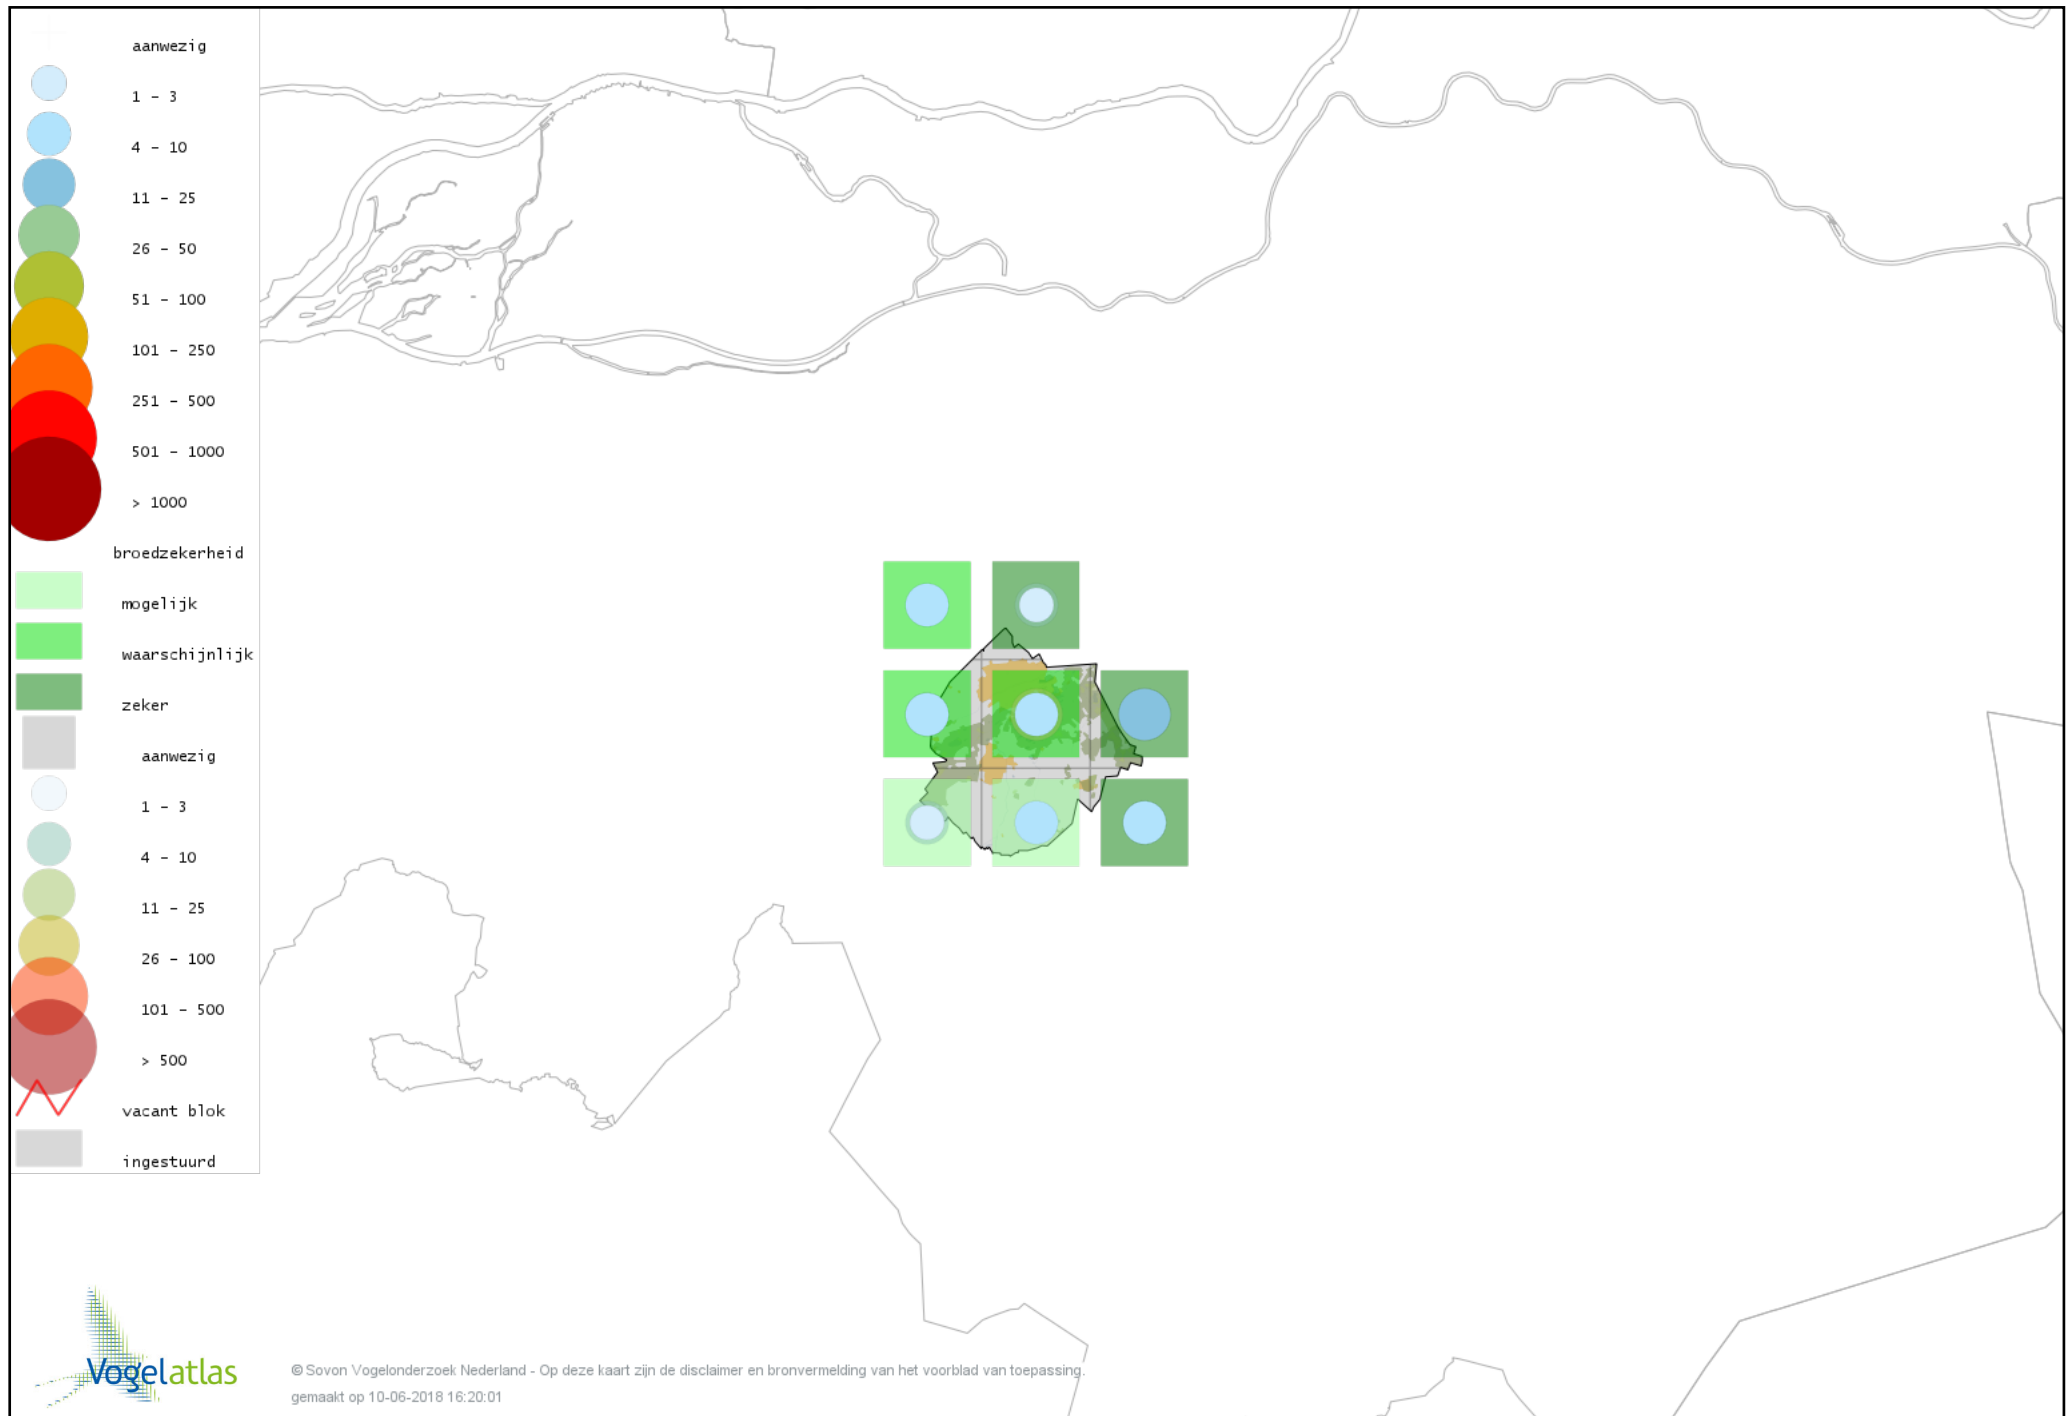 aanwezig
1 - 3
4 - 10
11 - 25
26 - 50
51 - 100
101 - 250
251 - 500
501 - 1000
> 1000
broedzekerheid
mogelijk
waarschijnlijk
zeker
aanwezig
1 - 3
4 - 10
11 - 25
26 - 100
101 - 500
> 500
vacant blok
ingestuurd
Vogelatlas
© Sovon Vogelonderzoek Nederland - Op deze kaart zijn de disclaimer en bronvermelding van het voorblad van toepassing.
gemaakt op 10-06-2018 16:20:01